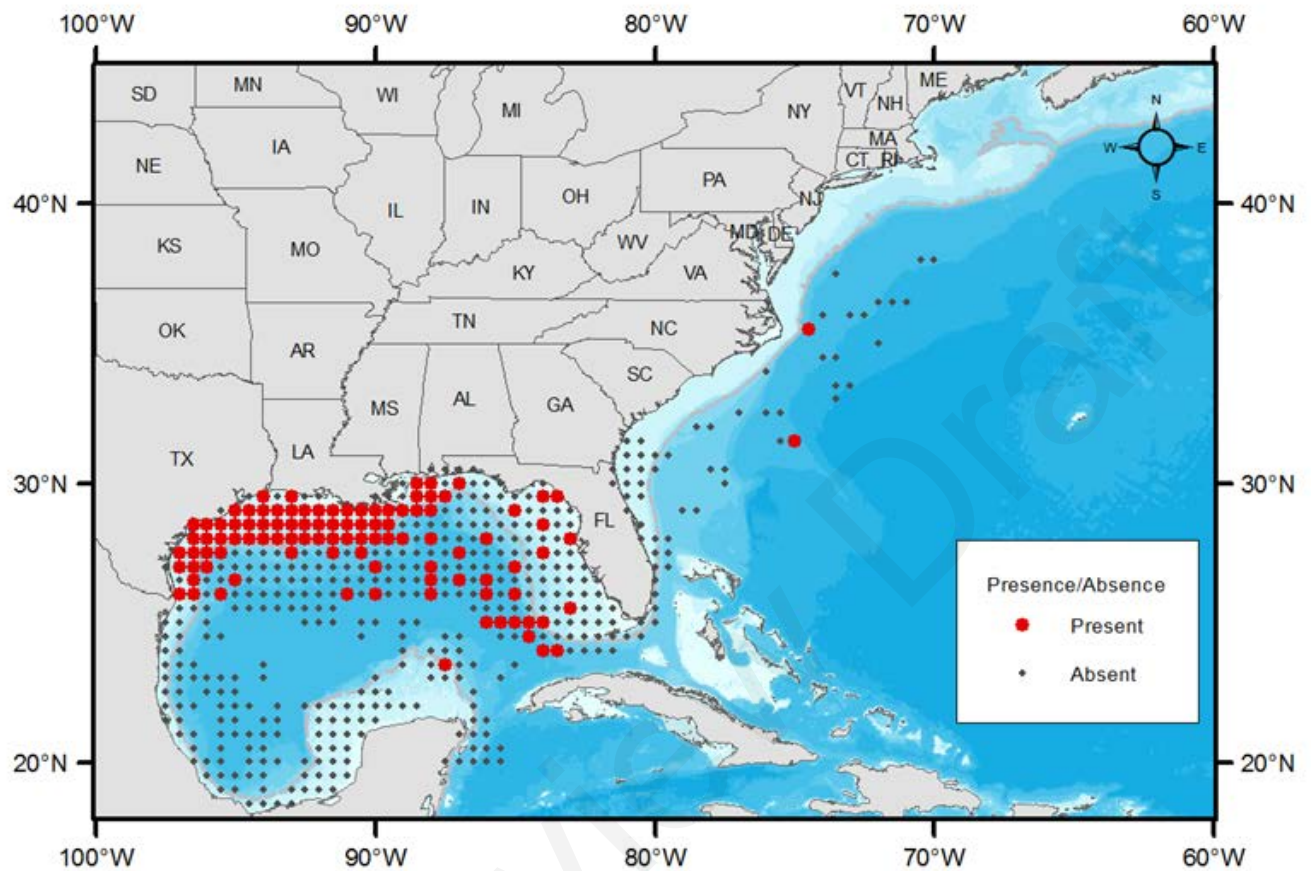 100°W 90°W 80°W 70°W 60°W
SD MN WI MI NY VT NH ME
NE IA MA
CT RI
IL IN OH PA NJ
40°N 40°N
KS MO WV MD DE
KY VA
OK AR TN NC
SC
MS AL GA
TX LA
30°N 30°N
FL
N
W E
S
Presence/Absence
Present
Absent
20°N 20°N
100°W 90°W 80°W 70°W 60°W
Draft